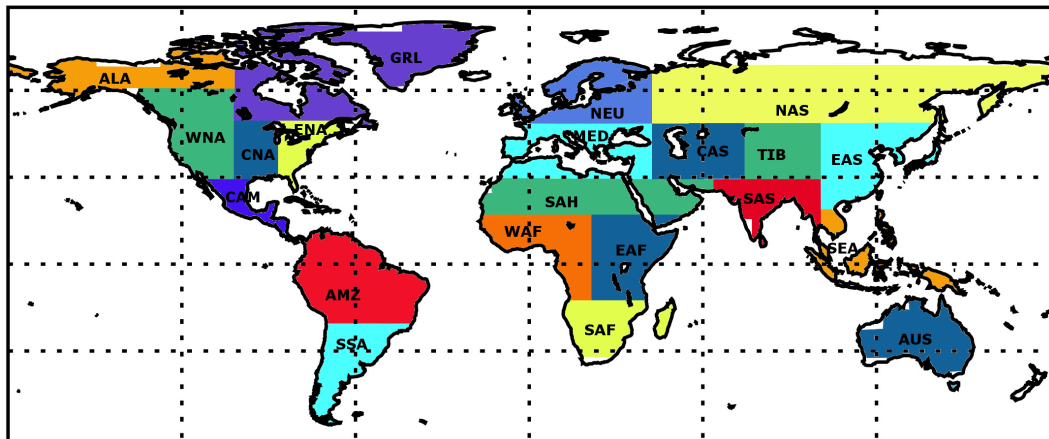 GRL
ALA
NAS
NEU
ENA
WNA
MED
CNA
CAS
TIB
EAS
CAM
SAH
SAS
WAF
EAF
SEA
AMZ
SAF
SSA
AUS